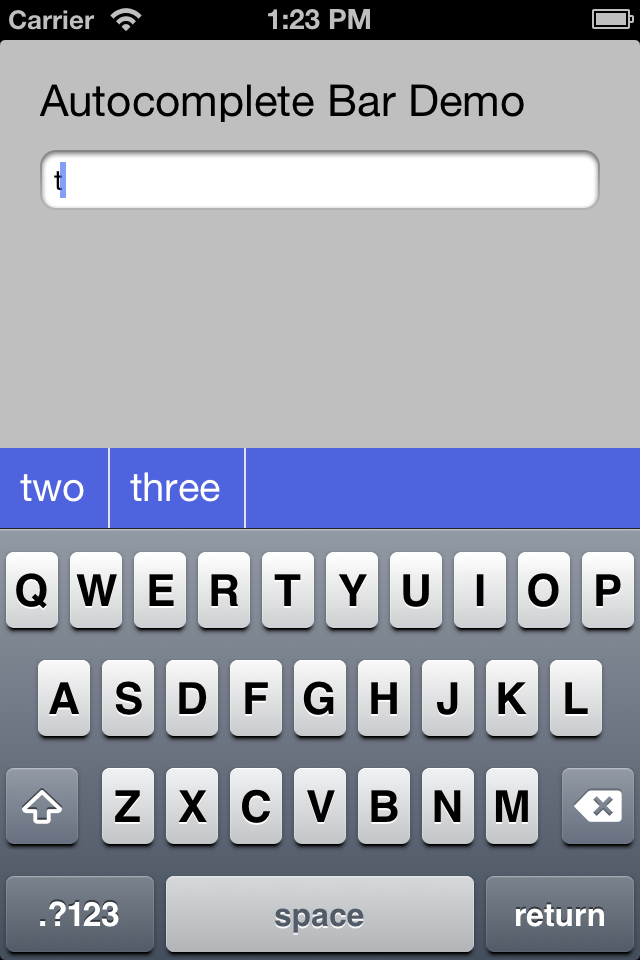 Carrier 1:23 PM
Autocomplete Bar Demo
t
two three
Q W E R T Y U I O P
A S D F G H J K L
Z X C V B N M
.?123 space return